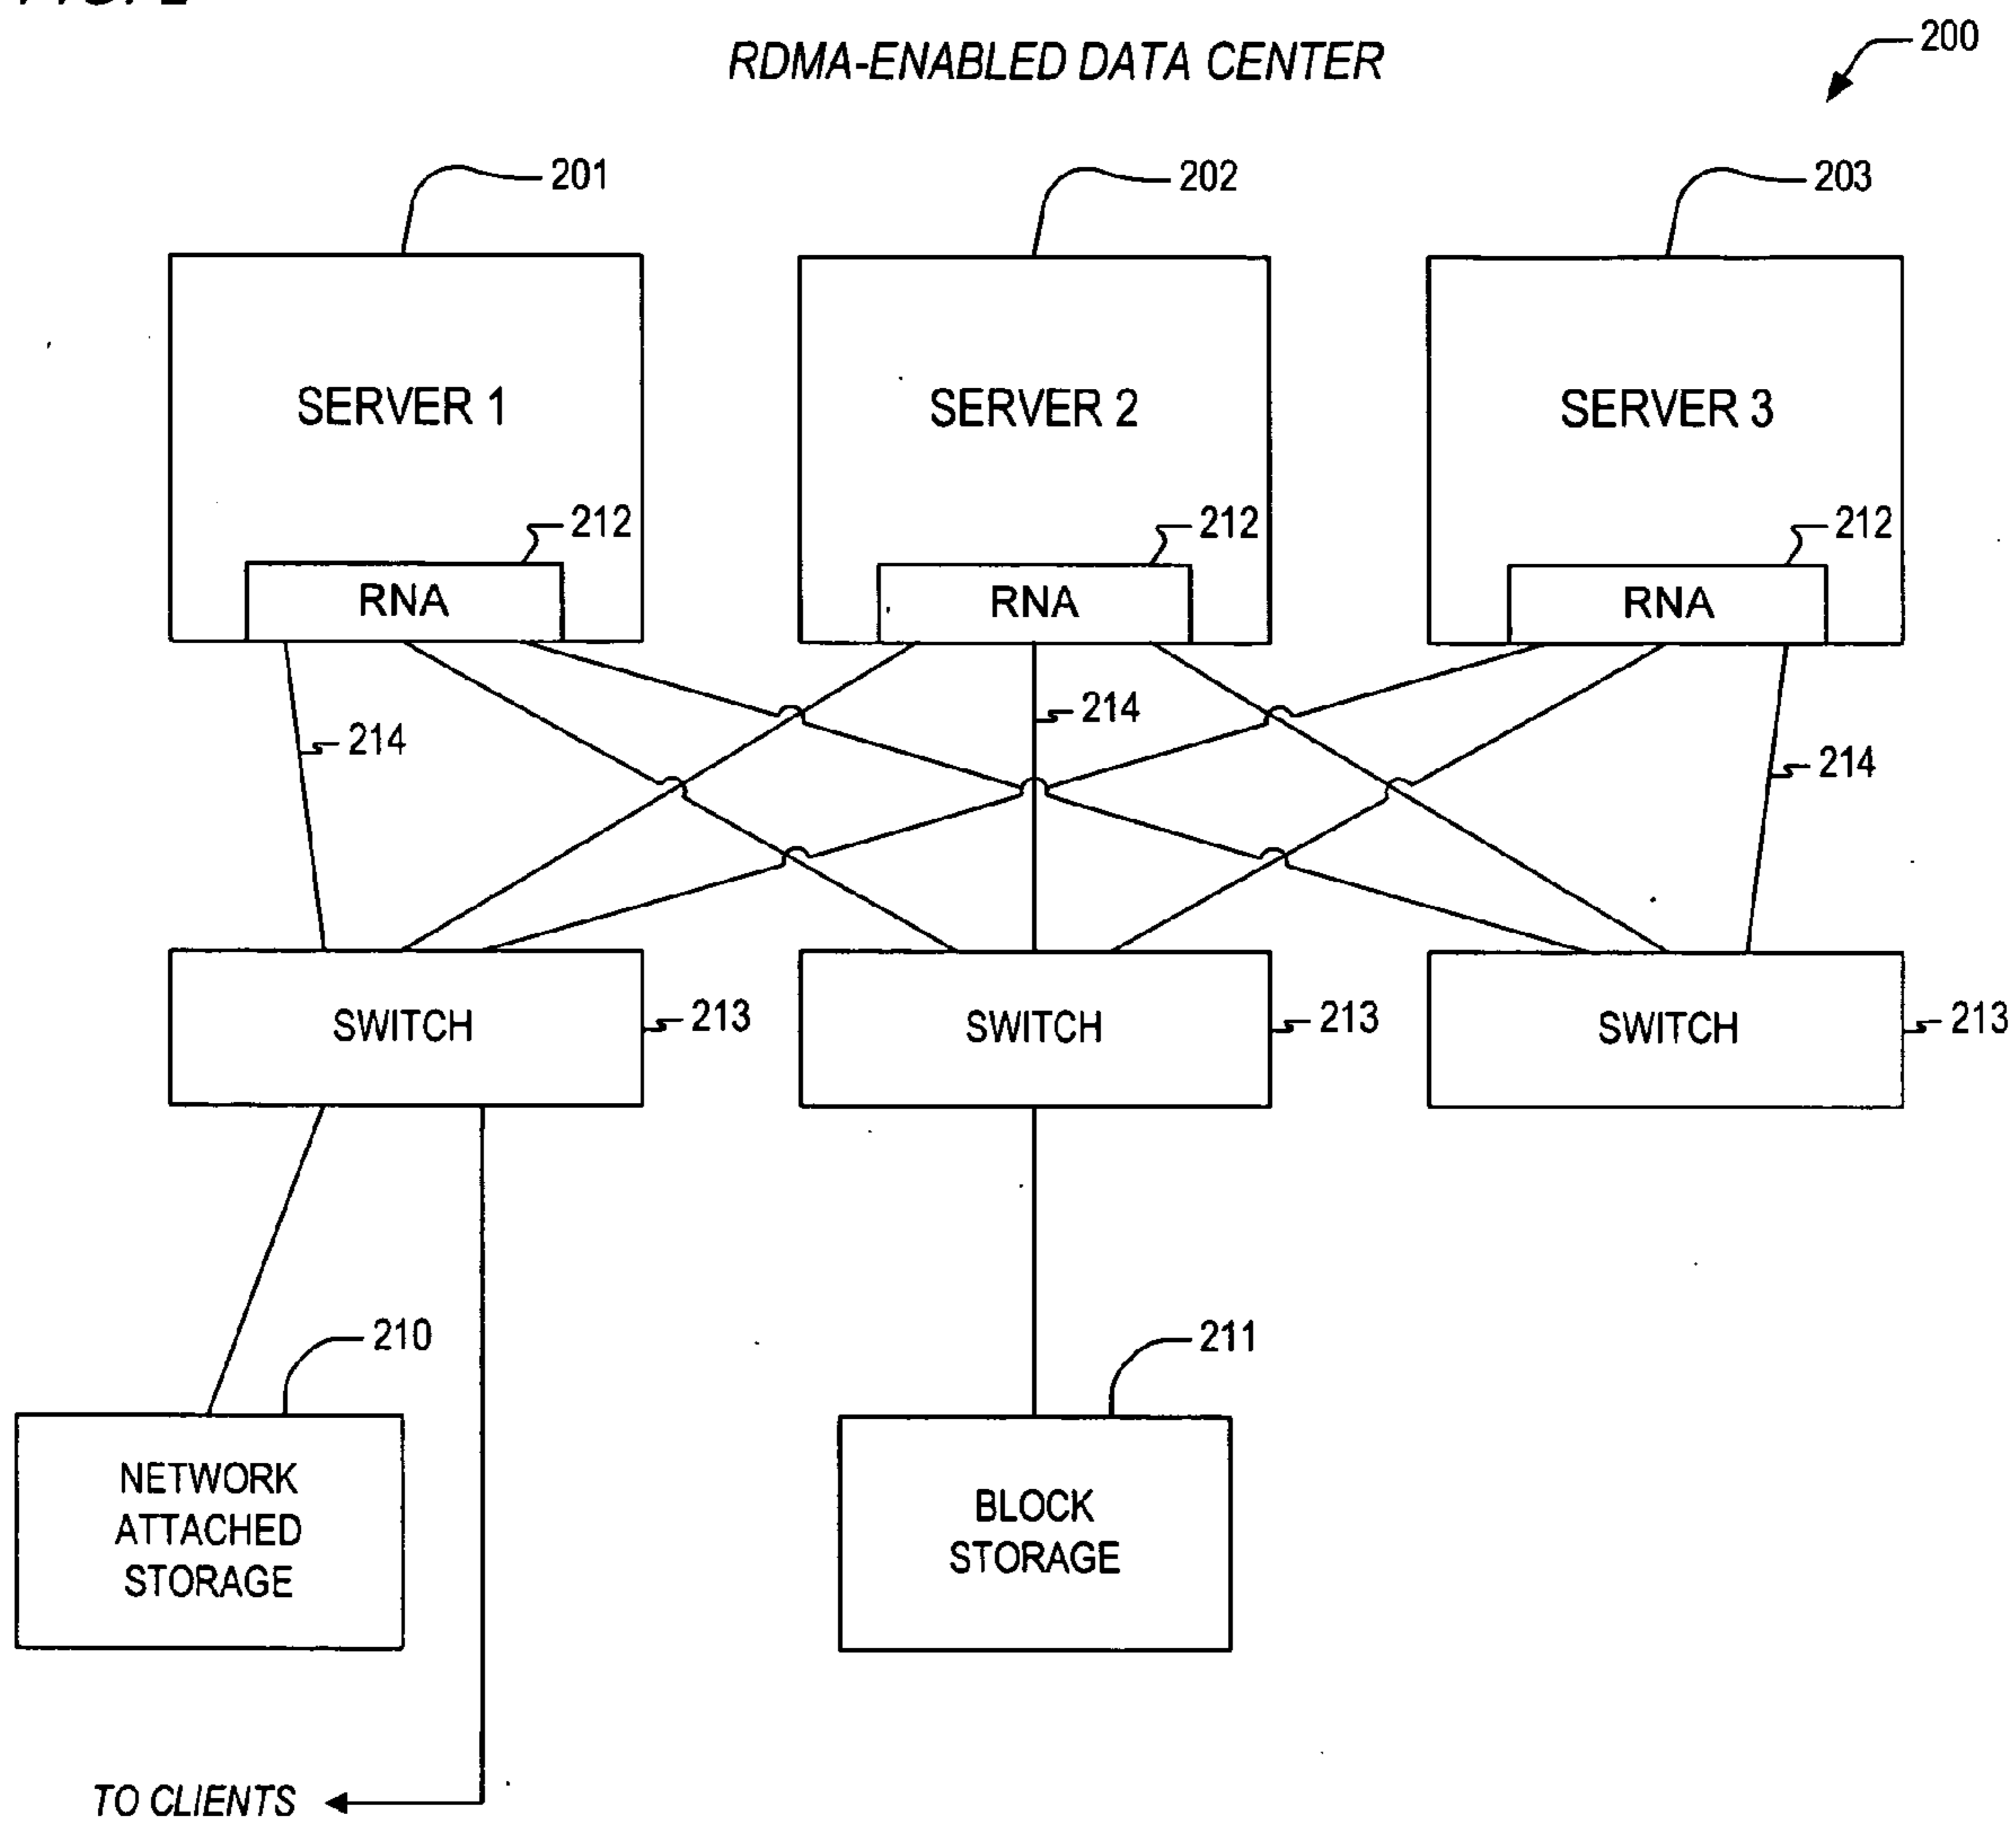 RDMA-ENABLED DATA CENTER
200
201
202
203
SERVER 1
SERVER 2
SERVER 3
212
212
212
RNA
RNA
RNA
214
214
214
SWITCH
213
SWITCH
213
SWITCH
213
210
211
NETWORK
ATTACHED
STORAGE
BLOCK
STORAGE
TO CLIENTS